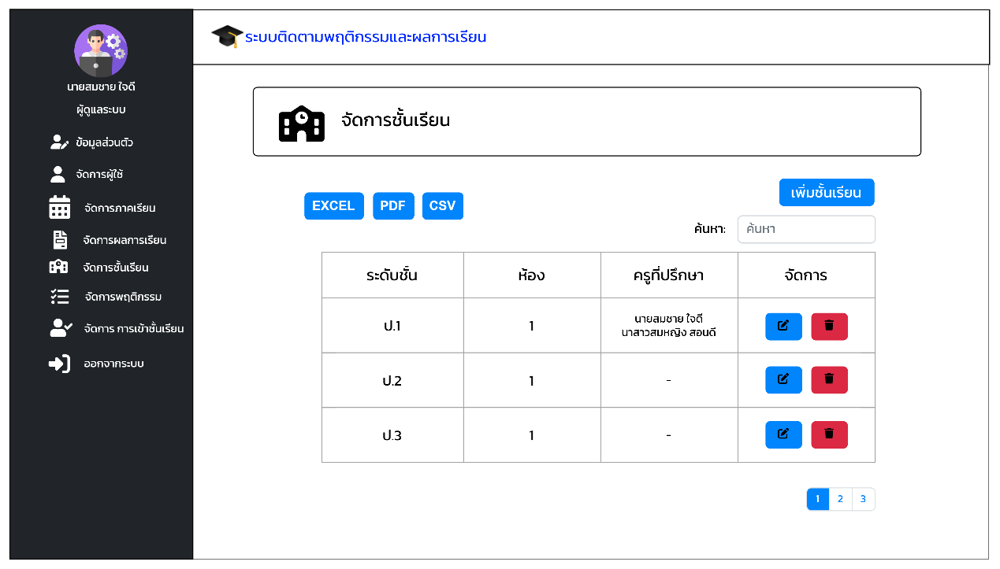 ระบบติดตามพฤติกรรมและผลการเรียน
นายสมชาย ใจดี
ผู้ดูแลระบบ
ข้อมูลส่วนตัว
จัดการผู้ใช้
จัดการภาคเรียน
จัดการผลการเรียน
จัดการชั้นเรียน
จัดการพฤติกรรม
จัดการ การเข้าชั้นเรียน
ออกจากระบบ
จัดการชั้นเรียน
เพิ่มชั้นเรียน
EXCEL PDF CSV
ค้นหา: ค้นหา
ระดับชั้น ห้อง ครูที่ปรึกษา จัดการ
ป.1 1 นายสมชาย ใจดี
นาสาวสมหญิง สอนดี
ป.2 1 -
ป.3 1 -
1 2 3